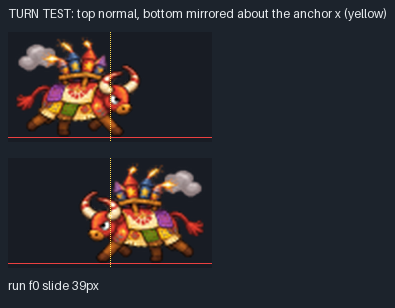 TURN TEST: top normal, bottom mirrored about the anchor x (yellow)
run f0 slide 39px